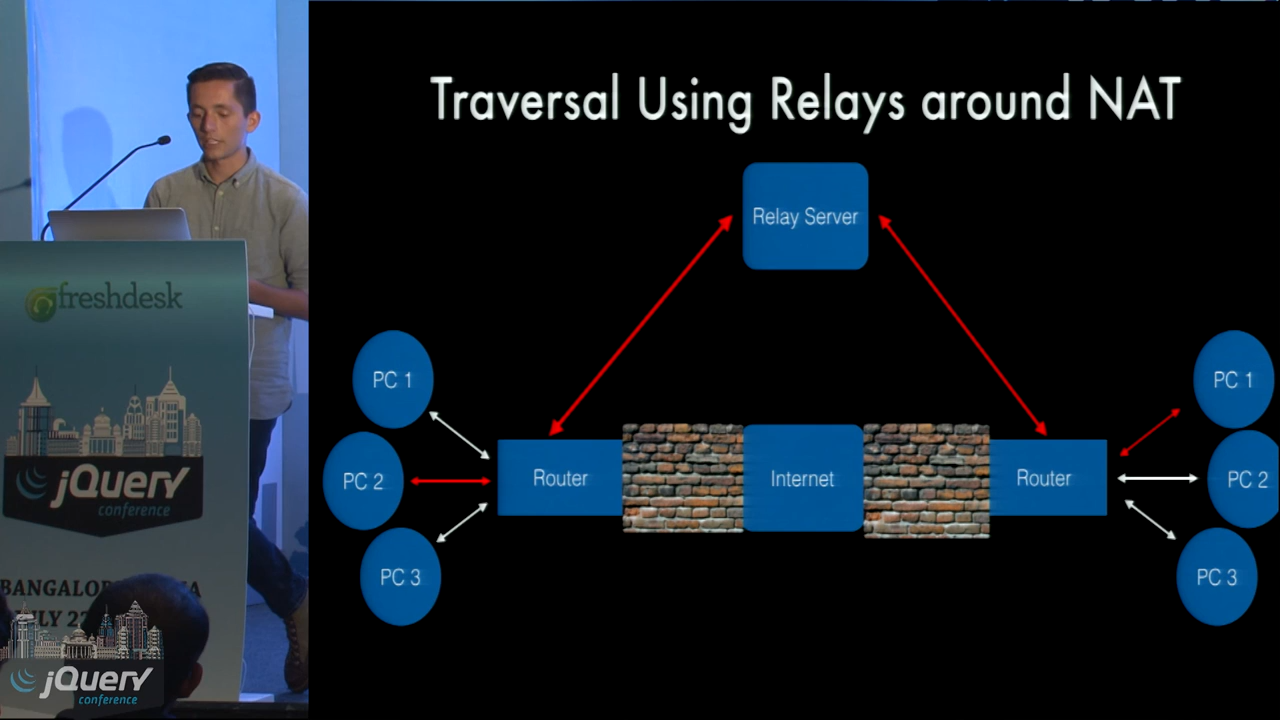 Traversal Using Relays around NAT
Relay Server
PC 1
PC 2
PC 3
Router
Internet
Router
PC 1
PC 2
PC 3
freshdesk
jQuery
conference
jQuery
conference